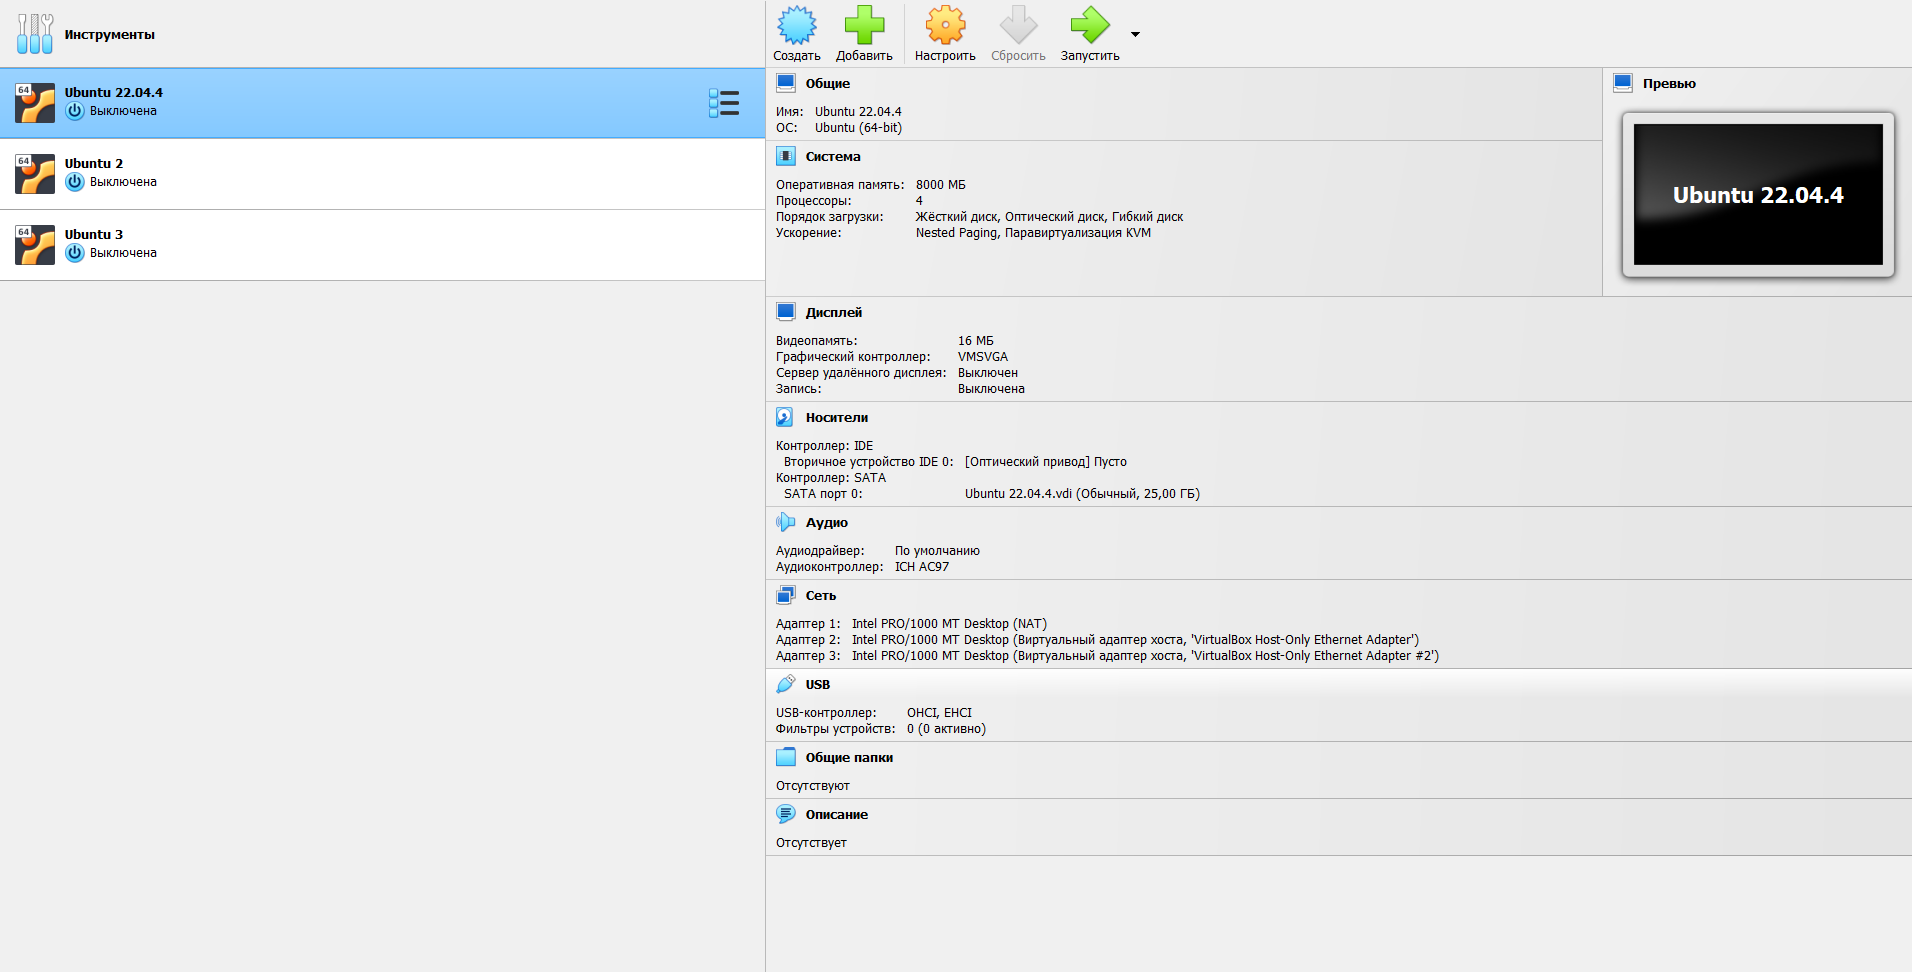 Инструменты
64
Ubuntu 22.04.4
Выключена
64
Ubuntu 2
Выключена
64
Ubuntu 3
Выключена
Создать
Добавить
Настроить
Сбросить
Запустить
Общие
Имя: Ubuntu 22.04.4
ОС: Ubuntu (64-bit)
Превью
Ubuntu 22.04.4
Система
Оперативная память: 8000 МБ
Процессоры: 4
Порядок загрузки: Жёсткий диск, Оптический диск, Гибкий диск
Ускорение: Nested Paging, Паравиртуализация KVM
Дисплей
Видеопамять: 16 МБ
Графический контроллер: VMSVGA
Сервер удалённого дисплея: Выключен
Запись: Выключена
Носители
Контроллер: IDE
Вторичное устройство IDE 0: [Оптический привод] Пусто
Контроллер: SATA
SATA порт 0: Ubuntu 22.04.4.vdi (Обычный, 25,00 ГБ)
Аудио
Аудиодрайвер: По умолчанию
Аудиоконтроллер: ICH AC97
Сеть
Адаптер 1: Intel PRO/1000 MT Desktop (NAT)
Адаптер 2: Intel PRO/1000 MT Desktop (Виртуальный адаптер хоста, 'VirtualBox Host-Only Ethernet Adapter')
Адаптер 3: Intel PRO/1000 MT Desktop (Виртуальный адаптер хоста, 'VirtualBox Host-Only Ethernet Adapter #2')
USB
USB-контроллер: OHCI, EHCI
Фильтры устройств: 0 (0 активно)
Общие папки
Отсутствуют
Описание
Отсутствует